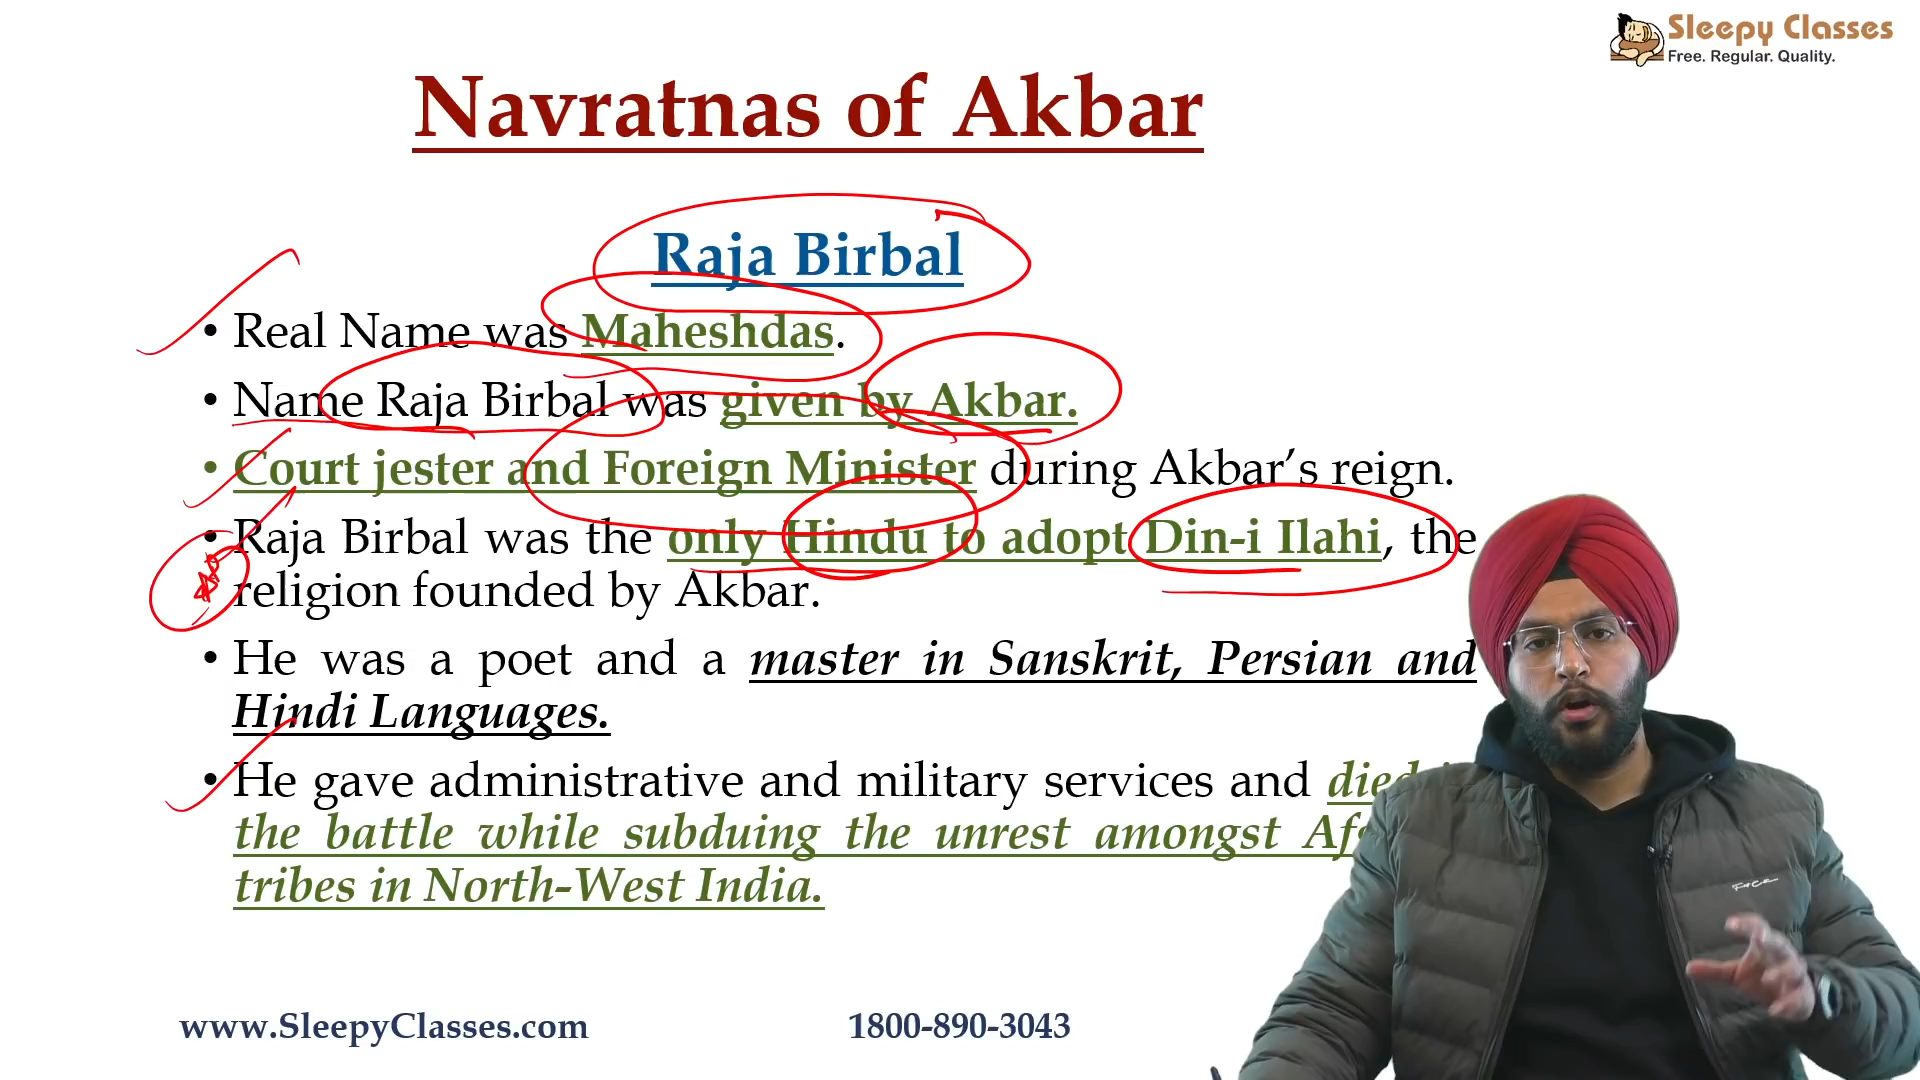 Sleepy Classes
Free. Regular. Quality.
Navratnas of Akbar
Raja Birbal
• Real Name was Maheshdas.
• Name Raja Birbal was given by Akbar.
• Court jester and Foreign Minister during Akbar’s reign.
• Raja Birbal was the only Hindu to adopt Din-i Ilahi, the
religion founded by Akbar.
• He was a poet and a master in Sanskrit, Persian and
Hindi Languages.
• He gave administrative and military services and died
the battle while subduing the unrest amongst
tribes in North-West India.
www.SleepyClasses.com
1800-890-3043